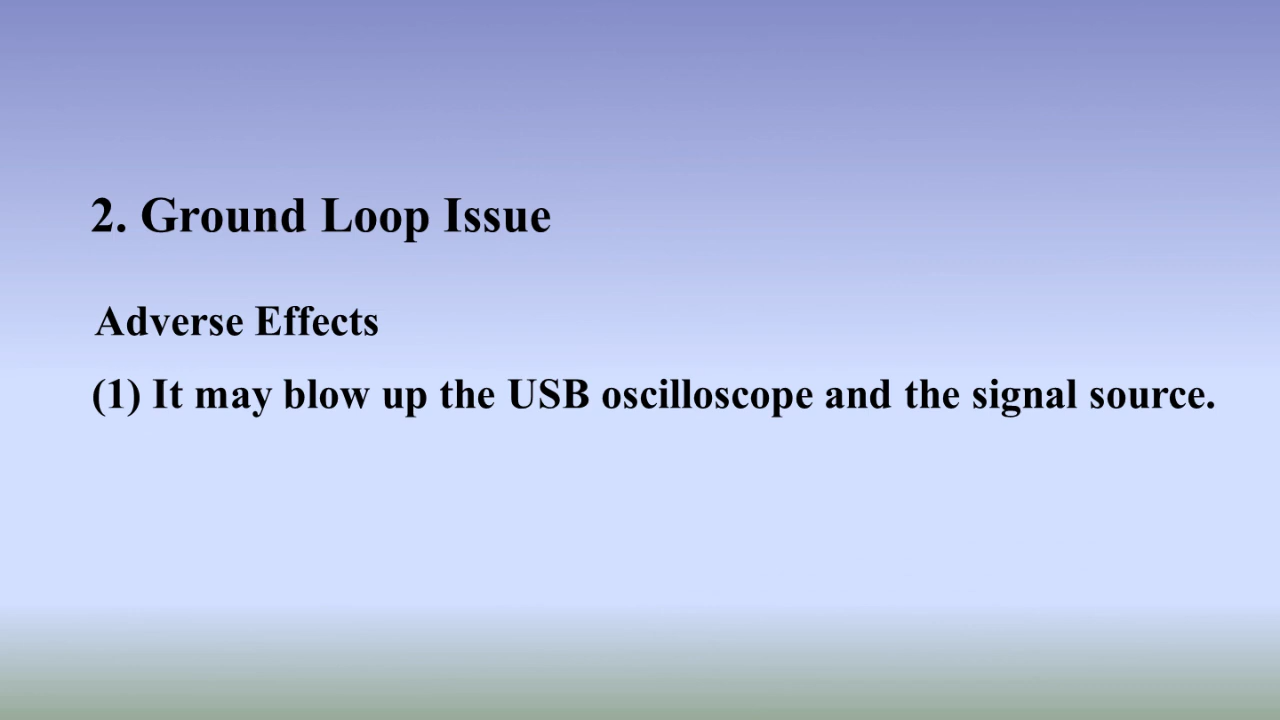 2. Ground Loop Issue
Adverse Effects
(1) It may blow up the USB oscilloscope and the signal source.